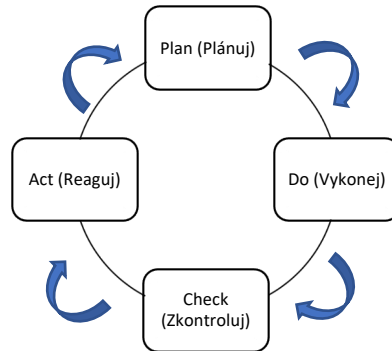 Plan (Plánuj)
Act (Reaguj)
Do (Vykonej)
Check
(Zkontroluj)